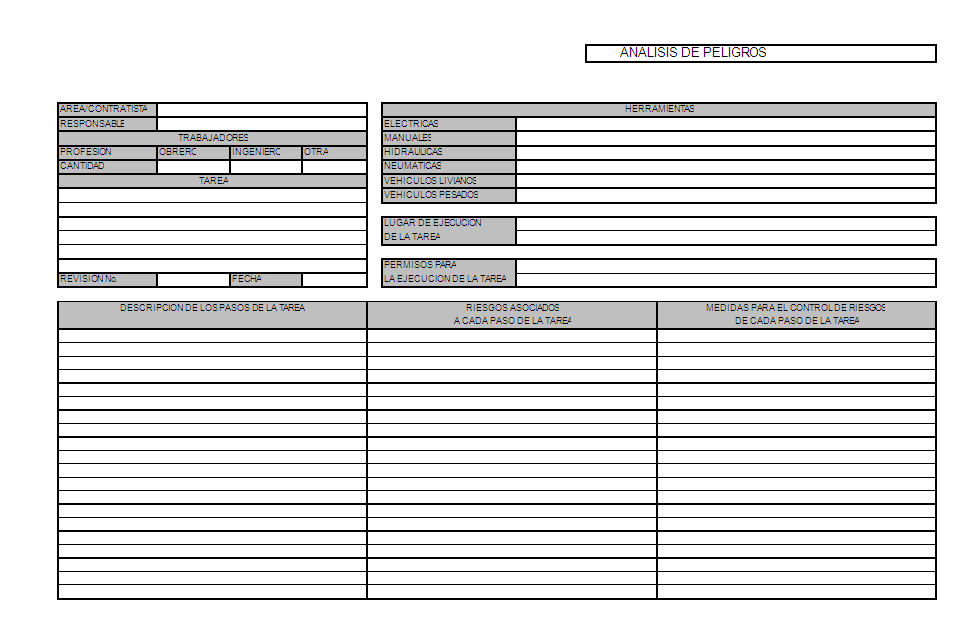 ANALISIS DE PELIGROS
AREA/CONTRATISTA
RESPONSABLE
TRABAJADORES
PROFESION OBRERO INGENIERO OTRA
CANTIDAD
TAREA
REVISION No. FECHA
HERRAMIENTAS
ELECTRICAS
MANUALES
HIDRAULICAS
NEUMATICAS
VEHICULOS LIVIANOS
VEHICULOS PESADOS
LUGAR DE EJECUCION
DE LA TAREA
PERMISOS PARA
LA EJECUCION DE LA TAREA
DESCRIPCION DE LOS PASOS DE LA TAREA
RIESGOS ASOCIADOS
A CADA PASO DE LA TAREA
MEDIDAS PARA EL CONTROL DE RIESGOS
DE CADA PASO DE LA TAREA